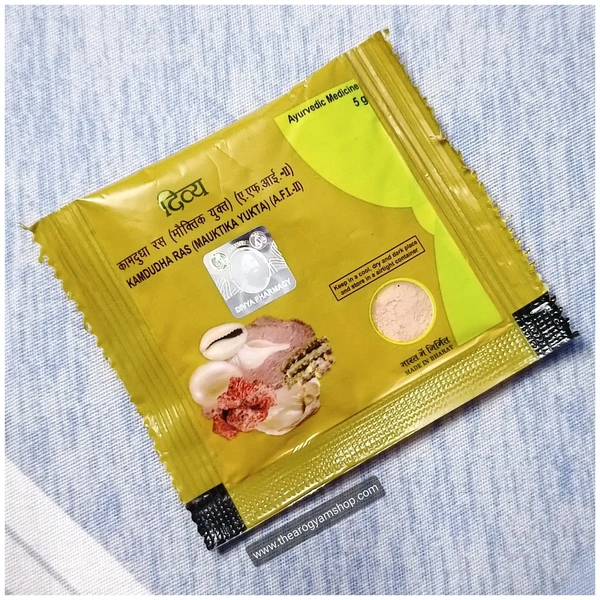 Ayurvedic Medicine
5 g
दिव्य
कामदुधा रस (मौक्तिक युक्त) (ए.एफ.आई.-II)
KAMDUDHA RAS (MAUKTIKA YUKTA) (A.F.I.-II)
DIVYA PHARMACY
Keep in a cool, dry and dark place
and store in a airtight container
भारत में निर्मित
MADE IN BHARAT
www.thearogyamshop.com